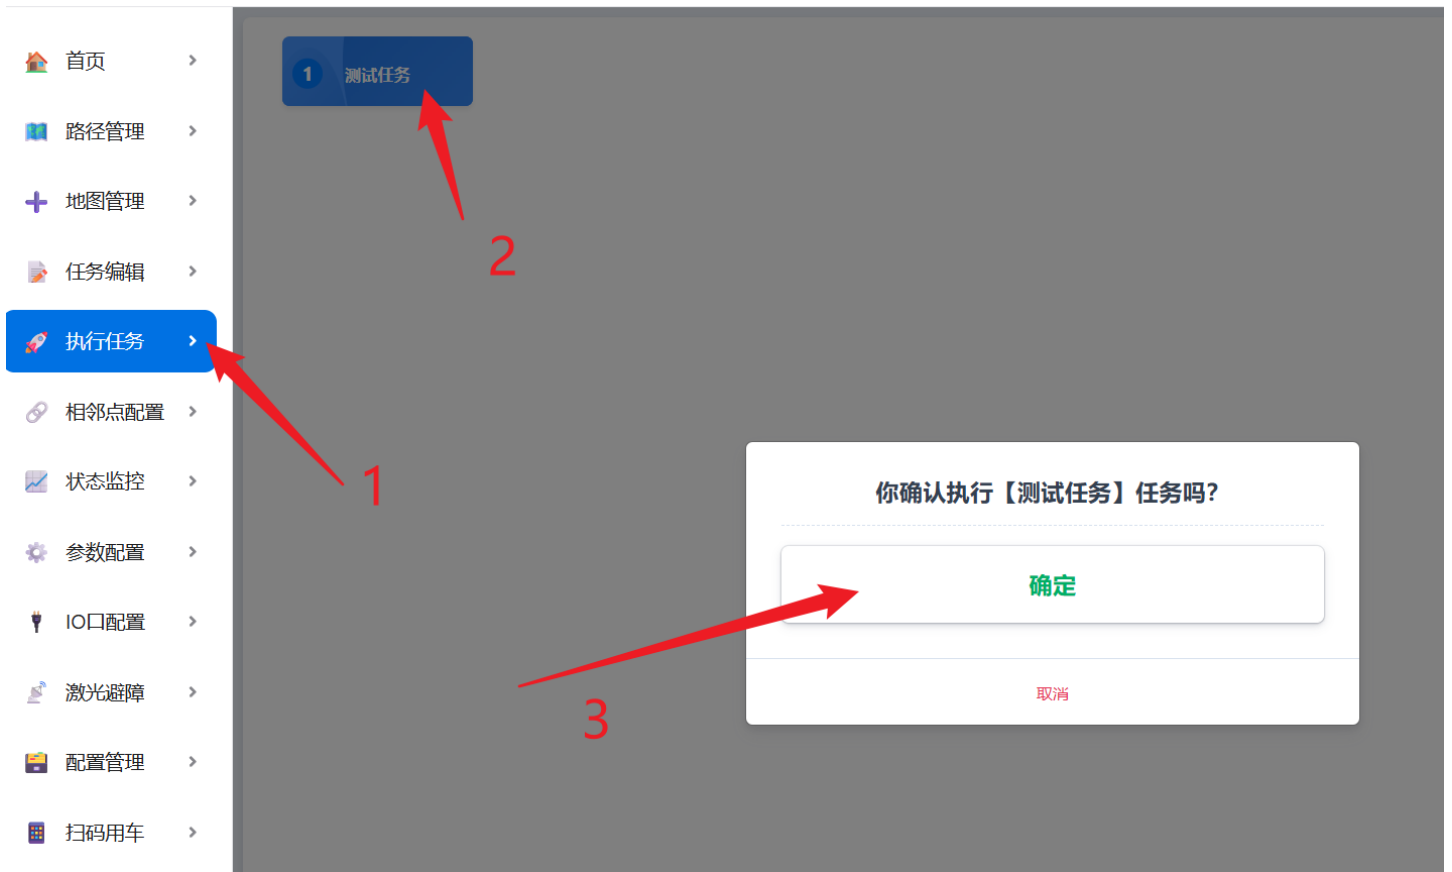 首页
路径管理
地图管理
任务编辑
执行任务
相邻点配置
状态监控
参数配置
IO口配置
激光避障
配置管理
扫码用车
1 测试任务
2
1
你确认执行【测试任务】任务吗?
确定
3
取消